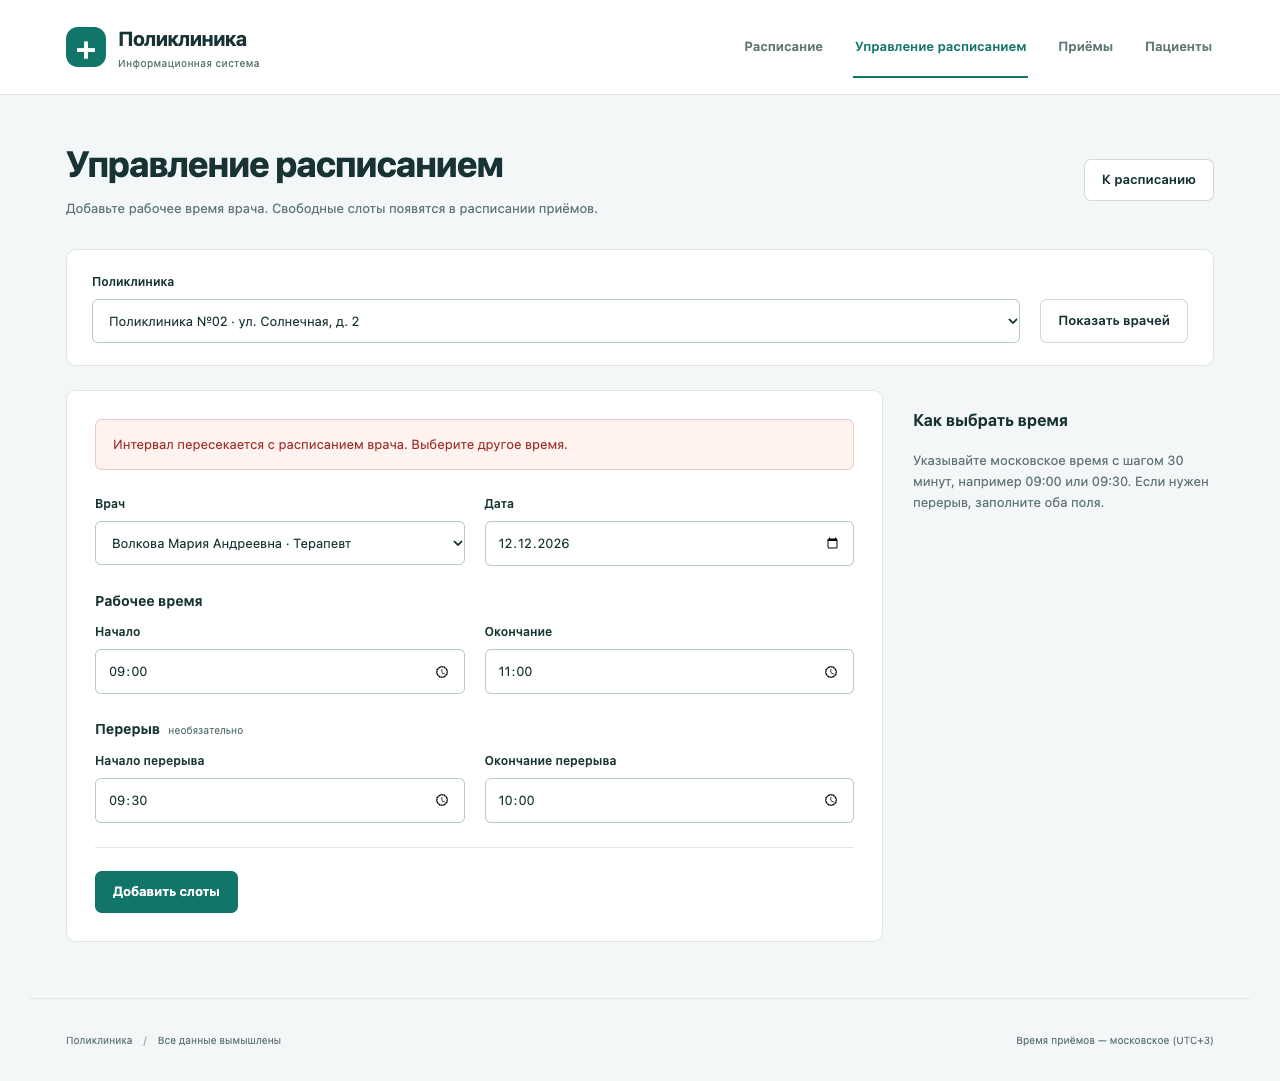 Поликлиника
Информационная система
Расписание
Управление расписанием
Приёмы
Пациенты
Управление расписанием
Добавьте рабочее время врача. Свободные слоты появятся в расписании приёмов.
К расписанию
Поликлиника
Поликлиника №02 · ул. Солнечная, д. 2
Показать врачей
Интервал пересекается с расписанием врача. Выберите другое время.
Врач
Дата
Волкова Мария Андреевна · Терапевт
12.12.2026
Рабочее время
Начало
Окончание
09:00
11:00
Перерыв необязательно
Начало перерыва
Окончание перерыва
09:30
10:00
Добавить слоты
Как выбрать время
Указывайте московское время с шагом 30
минут, например 09:00 или 09:30. Если нужен
перерыв, заполните оба поля.
Поликлиника / Все данные вымышлены
Время приёмов — московское (UTC+3)